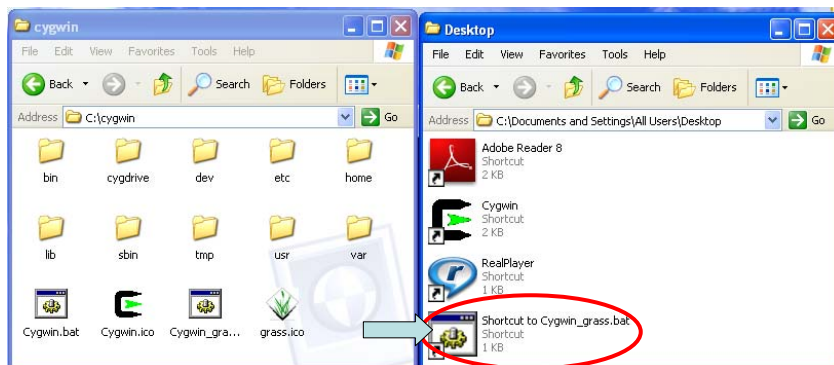 cygwin
File Edit View Favorites Tools Help
Back Search Folders
Address C:\cygwin Go
bin cygdrive dev etc home
lib sbin tmp usr var
Cygwin.bat Cygwin.ico Cygwin_gra... grass.ico
Desktop
File Edit View Favorites Tools Help
Back Search Folders
Address C:\Documents and Settings\All Users\Desktop Go
Adobe Reader 8
Shortcut
2 KB
Cygwin
Shortcut
2 KB
RealPlayer
Shortcut
1 KB
Shortcut to Cygwin_grass.bat
Shortcut
1 KB